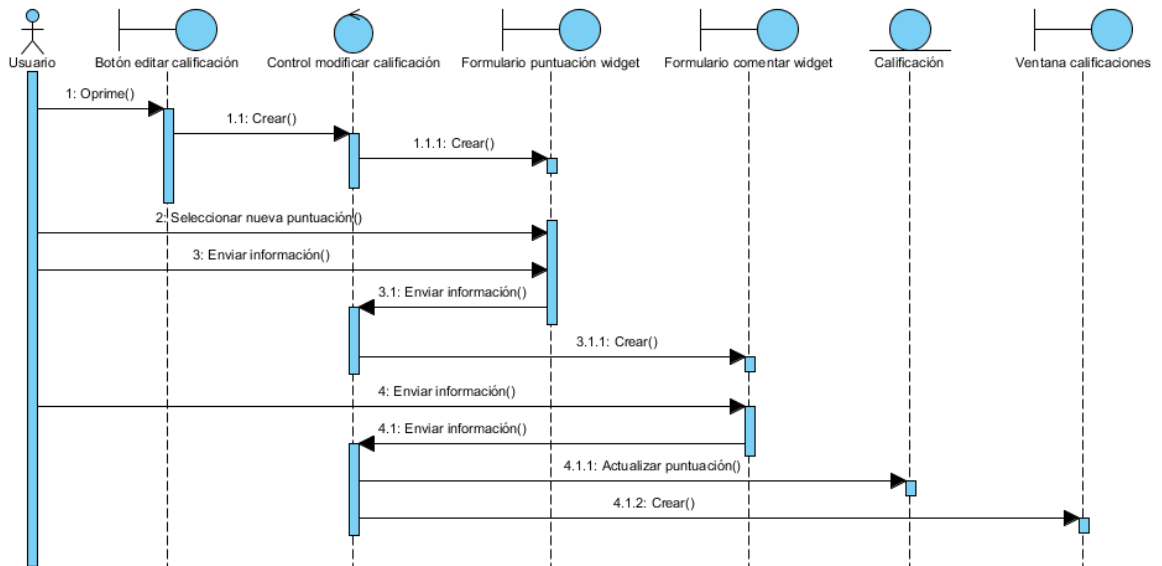 Usuario
Botón editar calificación
Control modificar calificación
Formulario puntuación widget
Formulario comentar widget
Calificación
Ventana calificaciones
1: Oprime()
1.1: Crear()
1.1.1: Crear()
2: Seleccionar nueva puntuación()
3: Enviar información()
3.1: Enviar información()
3.1.1: Crear()
4: Enviar información()
4.1: Enviar información()
4.1.1: Actualizar puntuación()
4.1.2: Crear()